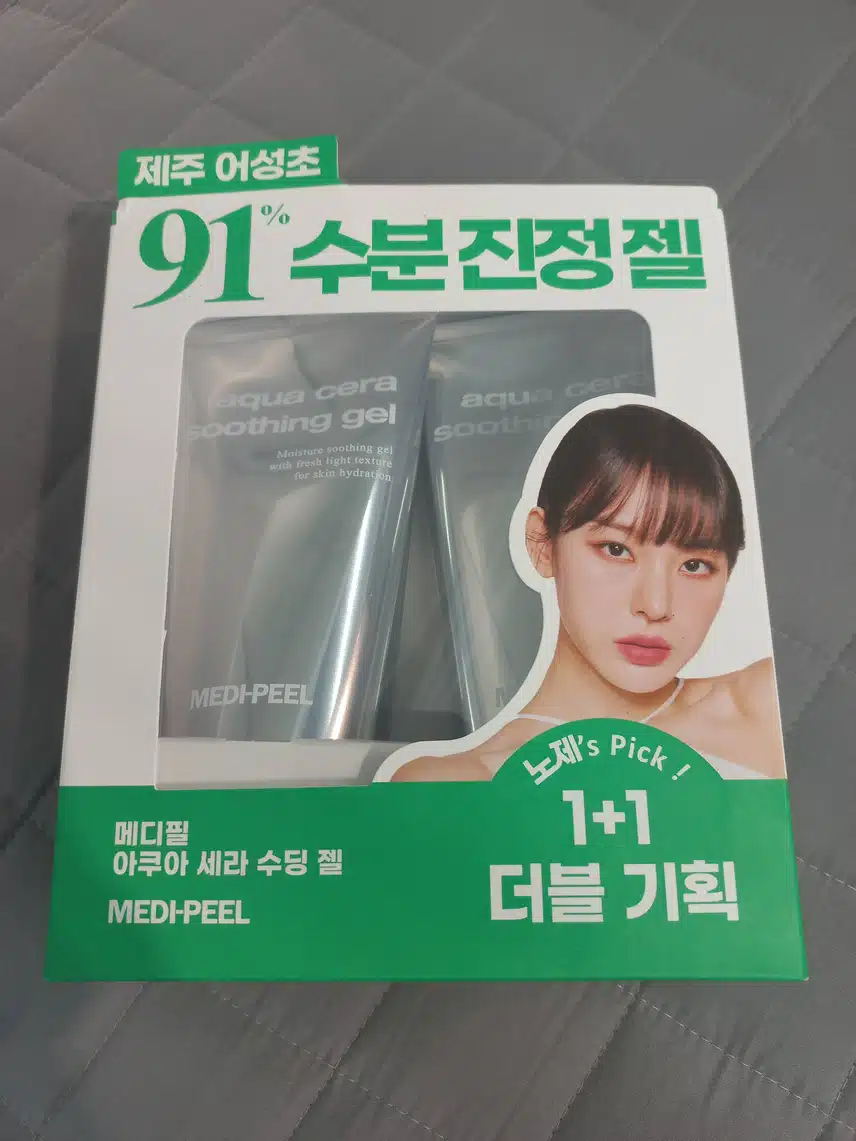 제주 어성초
91% 수분 진정 젤
aqua cera
soothing gel
Moisture soothing gel
with fresh light texture
for skin hydration
MEDI-PEEL
aqua cera
soothing
노제's Pick !
1+1
더블 기획
메디필
아쿠아 세라 수딩 젤
MEDI-PEEL